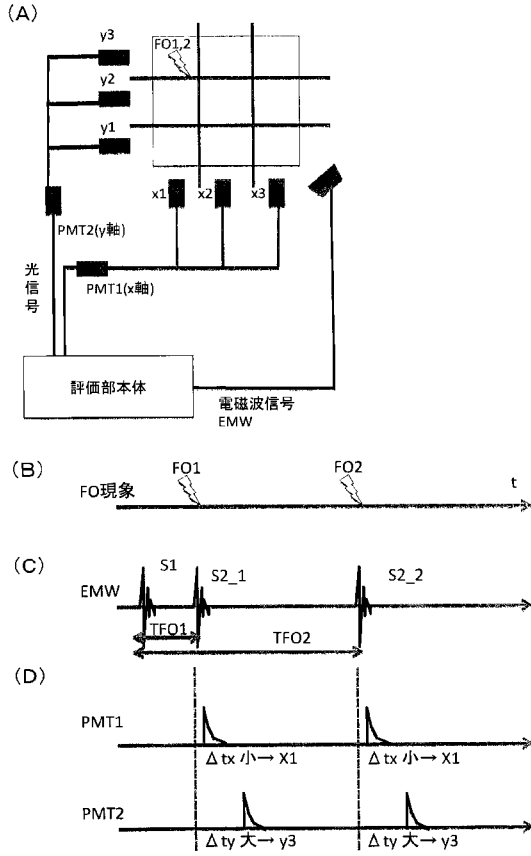 (A)
y3
FO1,2
y2
y1
x1 x2 x3
PMT2(y軸)
光信号
PMT1(x軸)
評価部本体
電磁波信号
EMW
(B)
FO1 FO2 t
FO現象
(C)
S1 S2_1 S2_2
EMW
TFO1
TFO2
(D)
PMT1
Δtx 小→X1 Δtx 小→X1
PMT2
Δty 大→y3 Δty 大→y3